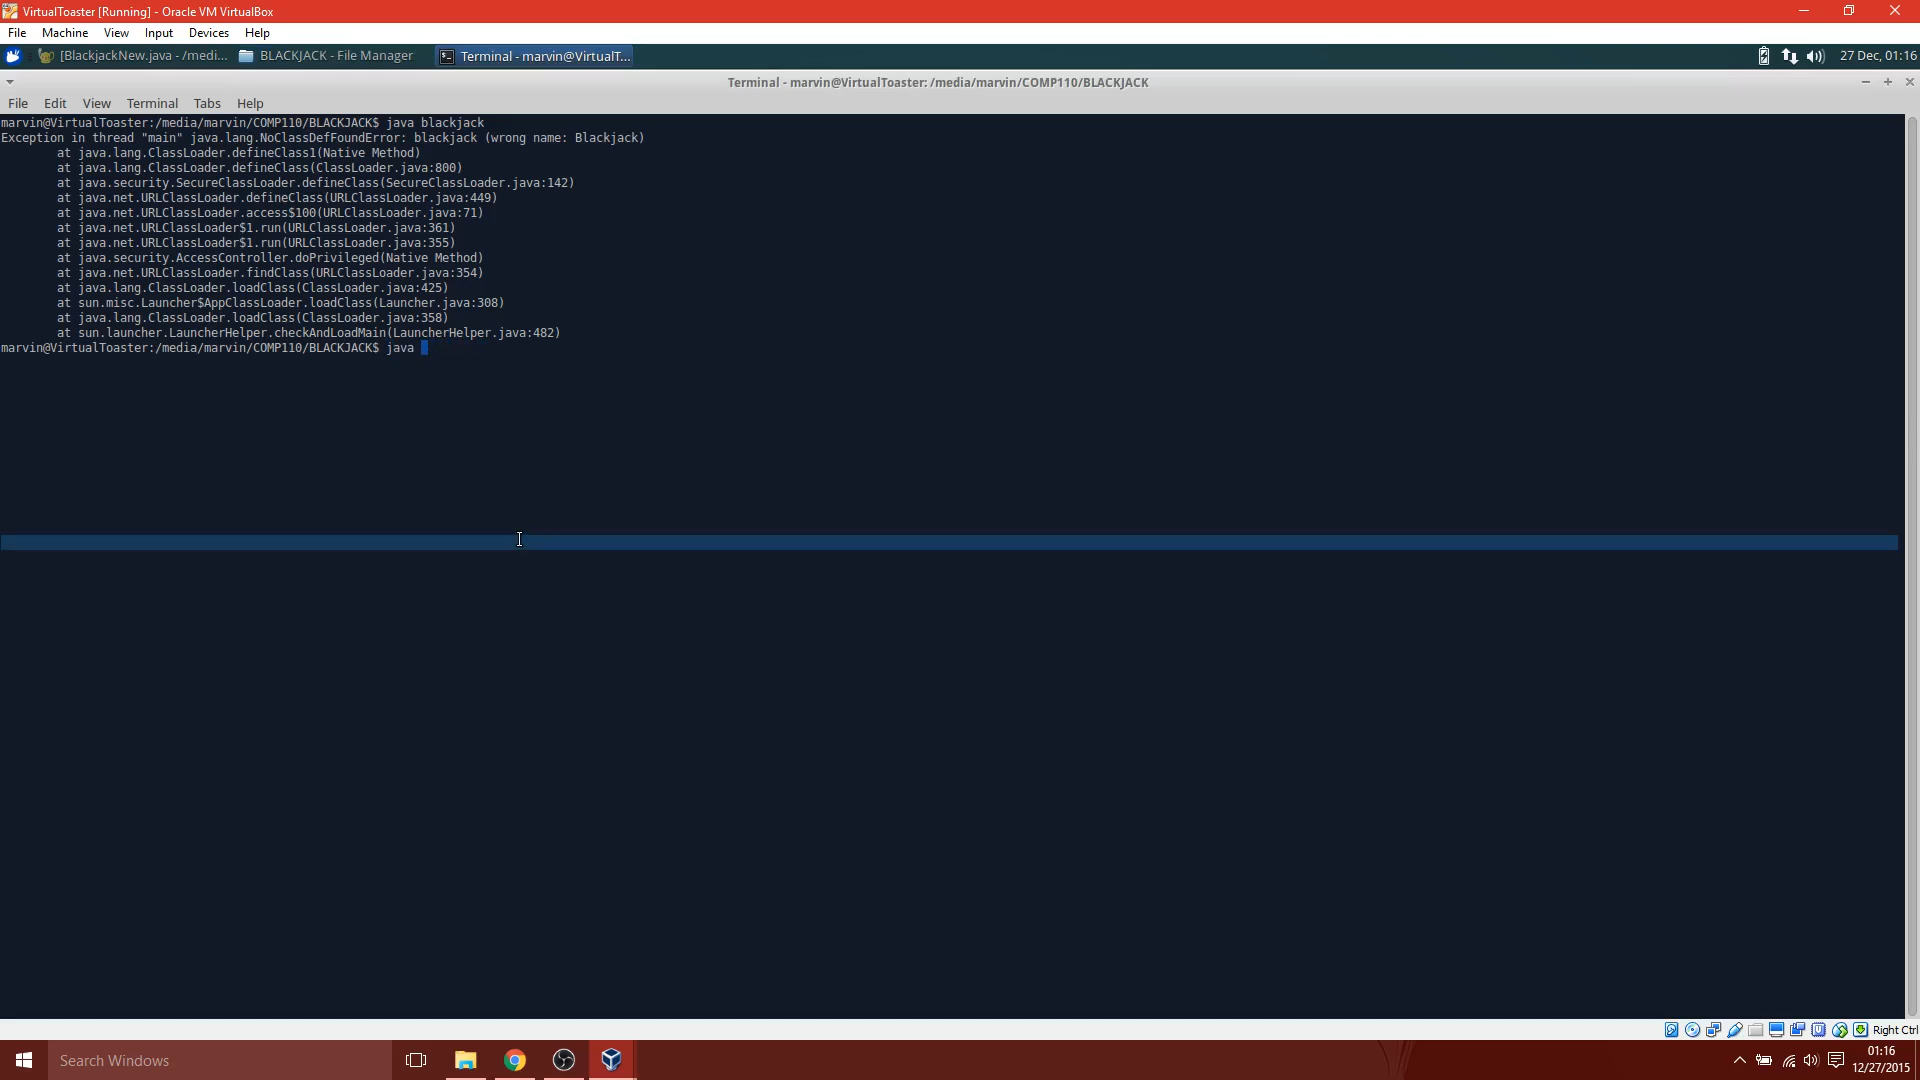 VirtualToaster [Running] - Oracle VM VirtualBox
File Machine View Input Devices Help
[BlackjackNew.java - /medi... BLACKJACK - File Manager Terminal - marvin@VirtualT... 27 Dec, 01:16
Terminal - marvin@VirtualToaster: /media/marvin/COMP110/BLACKJACK
File Edit View Terminal Tabs Help
marvin@VirtualToaster:/media/marvin/COMP110/BLACKJACK$ java blackjack
Exception in thread "main" java.lang.NoClassDefFoundError: blackjack (wrong name: Blackjack)
at java.lang.ClassLoader.defineClass1(Native Method)
at java.lang.ClassLoader.defineClass(ClassLoader.java:800)
at java.security.SecureClassLoader.defineClass(SecureClassLoader.java:142)
at java.net.URLClassLoader.defineClass(URLClassLoader.java:449)
at java.net.URLClassLoader.access$100(URLClassLoader.java:71)
at java.net.URLClassLoader$1.run(URLClassLoader.java:361)
at java.net.URLClassLoader$1.run(URLClassLoader.java:355)
at java.security.AccessController.doPrivileged(Native Method)
at java.net.URLClassLoader.findClass(URLClassLoader.java:354)
at java.lang.ClassLoader.loadClass(ClassLoader.java:425)
at sun.misc.Launcher$AppClassLoader.loadClass(Launcher.java:308)
at java.lang.ClassLoader.loadClass(ClassLoader.java:358)
at sun.launcher.LauncherHelper.checkAndLoadMain(LauncherHelper.java:482)
marvin@VirtualToaster:/media/marvin/COMP110/BLACKJACK$ java
Right Ctrl
Search Windows
01:16
12/27/2015